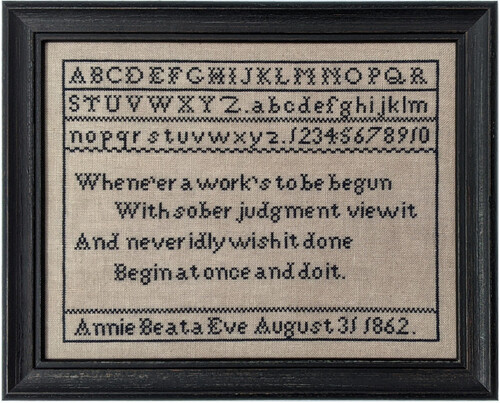 ABCDEFGHIJKLMNOPQR
STUVWXYZ.abcdefghijklm
nopqrstuvwxyz.12345678910
Whene'er a work's to be begun
With sober judgment view it
And never idly wish it done
Begin at once and do it.
Annie Beata Eve August 31 1862.